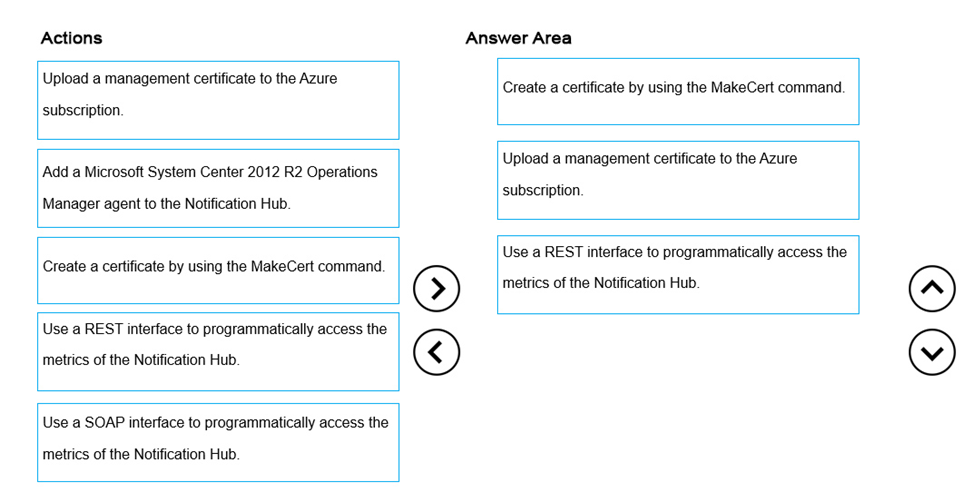 Actions
Upload a management certificate to the Azure
subscription.
Add a Microsoft System Center 2012 R2 Operations
Manager agent to the Notification Hub.
Create a certificate by using the MakeCert command.
Use a REST interface to programmatically access the
metrics of the Notification Hub.
Use a SOAP interface to programmatically access the
metrics of the Notification Hub.
Answer Area
Create a certificate by using the MakeCert command.
Upload a management certificate to the Azure
subscription.
Use a REST interface to programmatically access the
metrics of the Notification Hub.